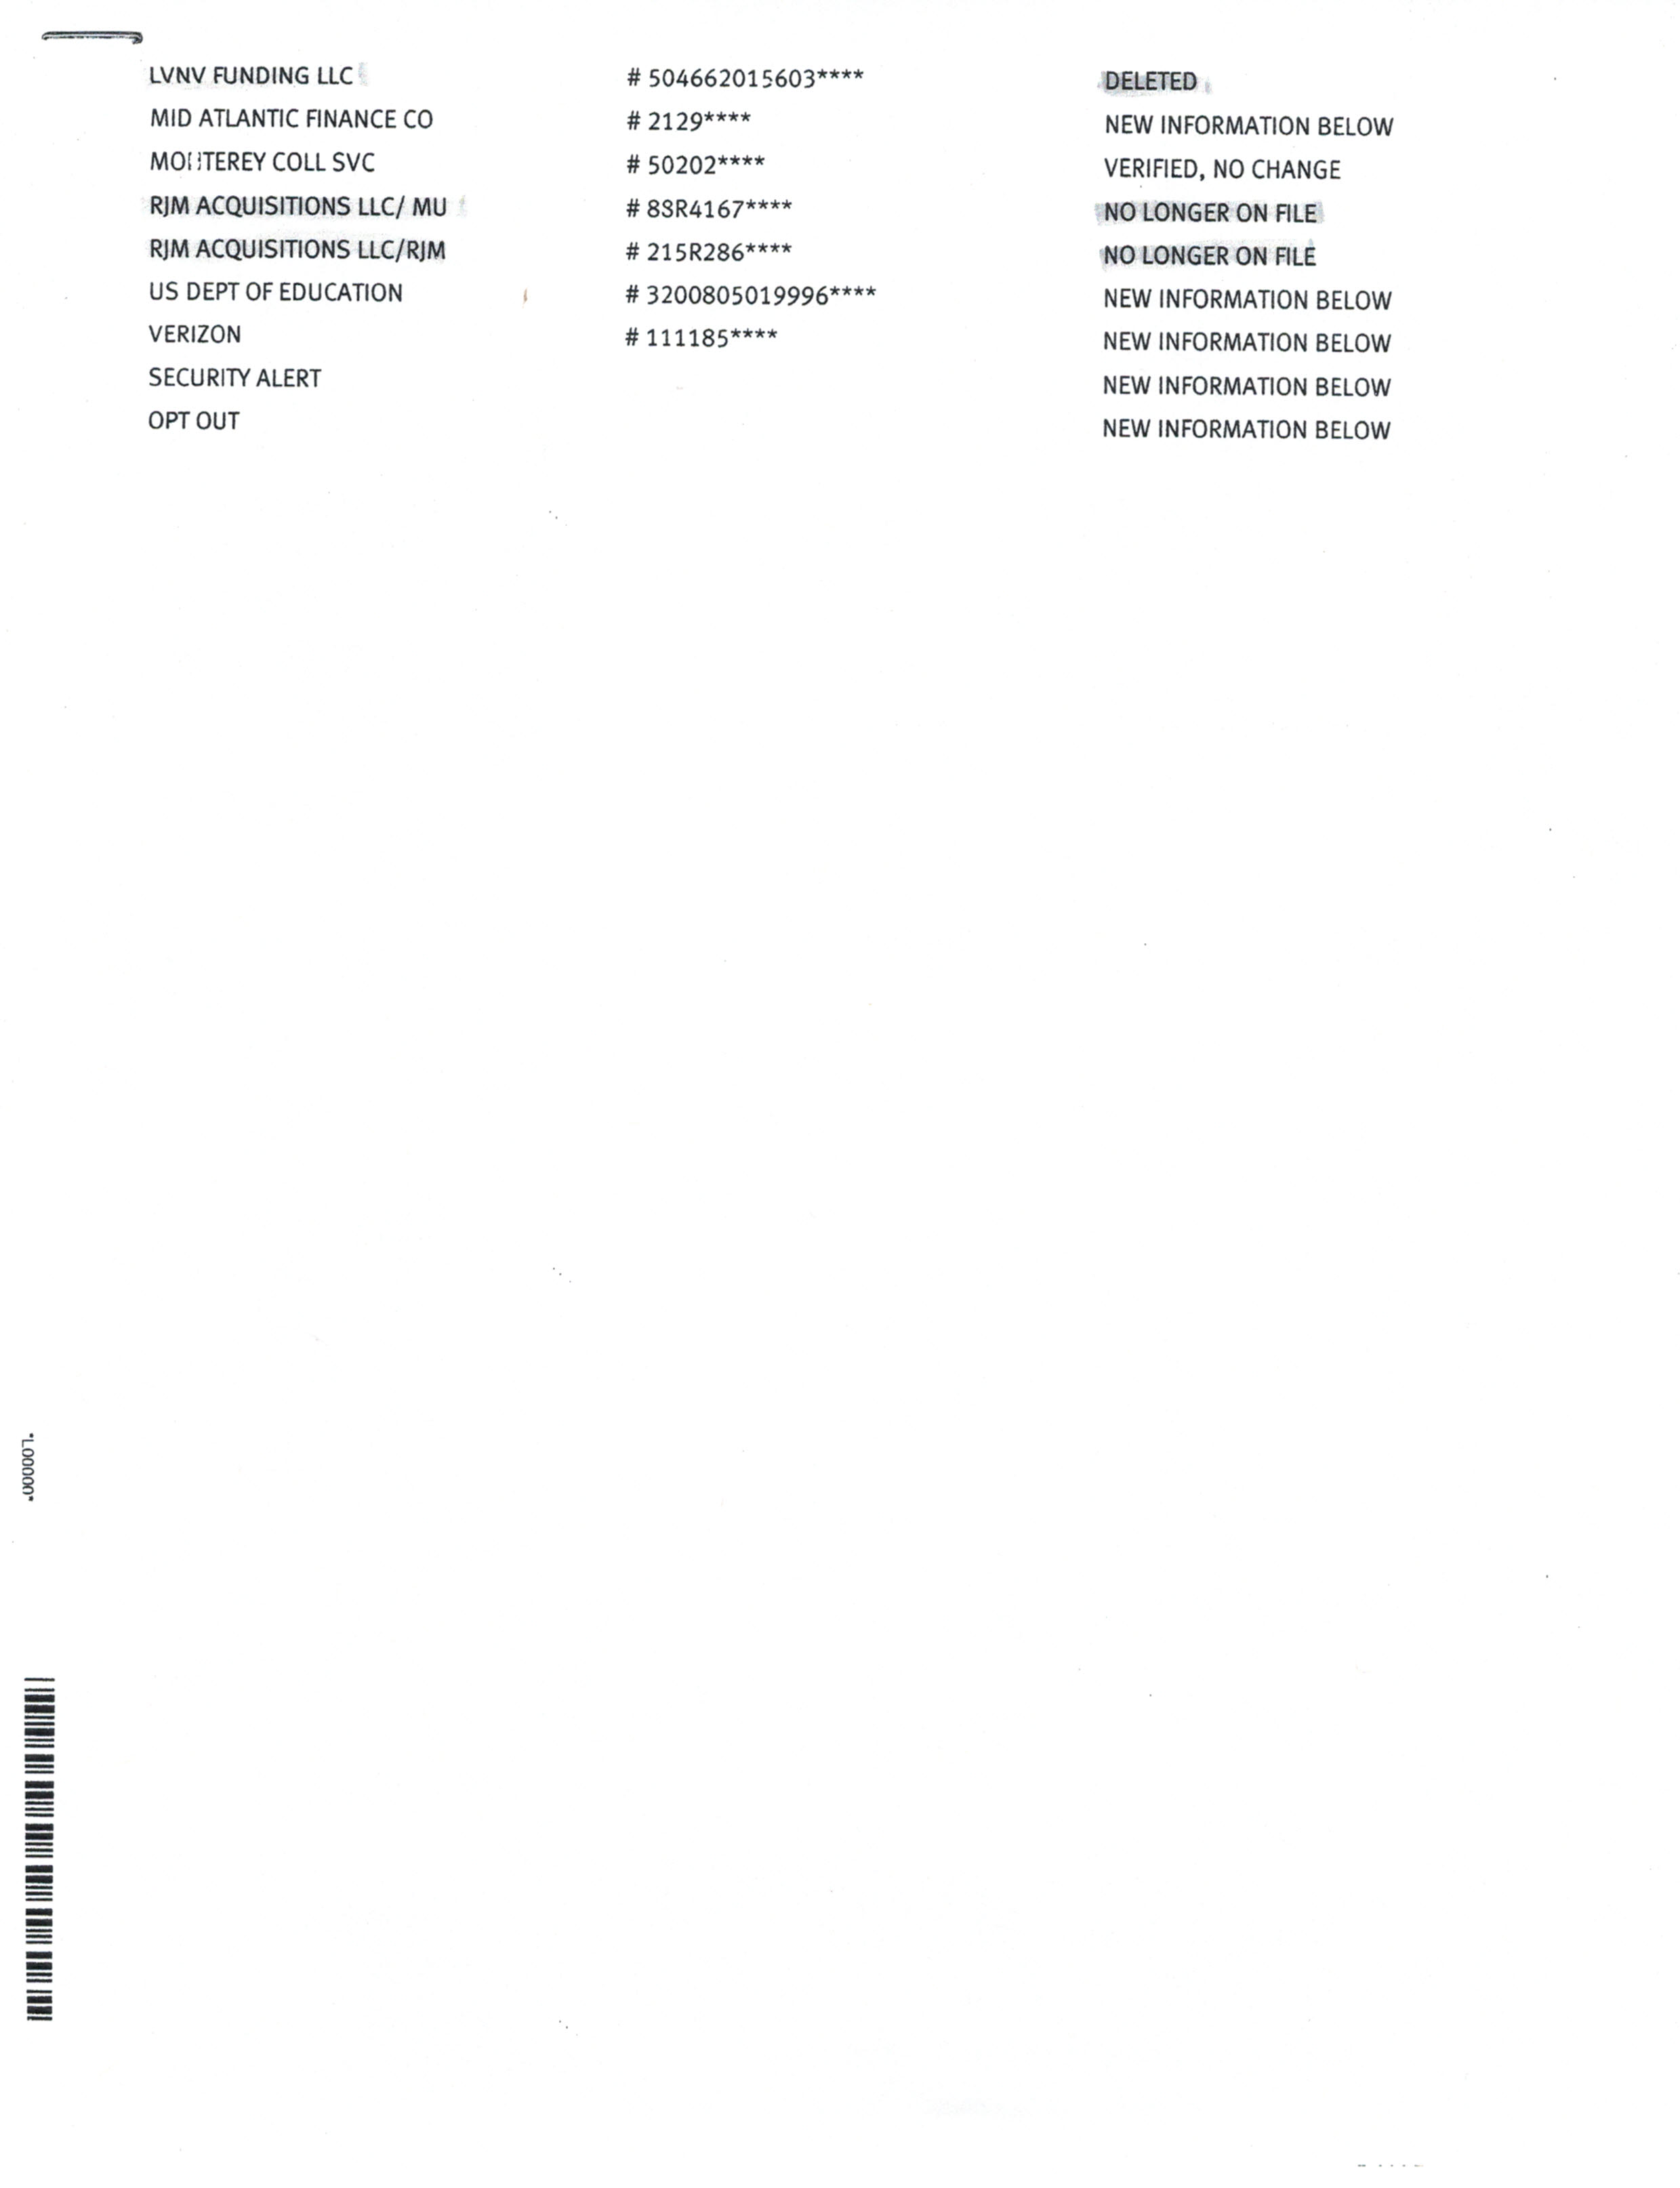 LVNV FUNDING LLC # 504662015603**** DELETED
MID ATLANTIC FINANCE CO # 2129**** NEW INFORMATION BELOW
MONTEREY COLL SVC # 50202**** VERIFIED, NO CHANGE
RJM ACQUISITIONS LLC/ MU # 8SR4167**** NO LONGER ON FILE
RJM ACQUISITIONS LLC/RJM # 215R286**** NO LONGER ON FILE
US DEPT OF EDUCATION # 3200805019996**** NEW INFORMATION BELOW
VERIZON # 111185**** NEW INFORMATION BELOW
SECURITY ALERT NEW INFORMATION BELOW
OPT OUT NEW INFORMATION BELOW
*L00000*